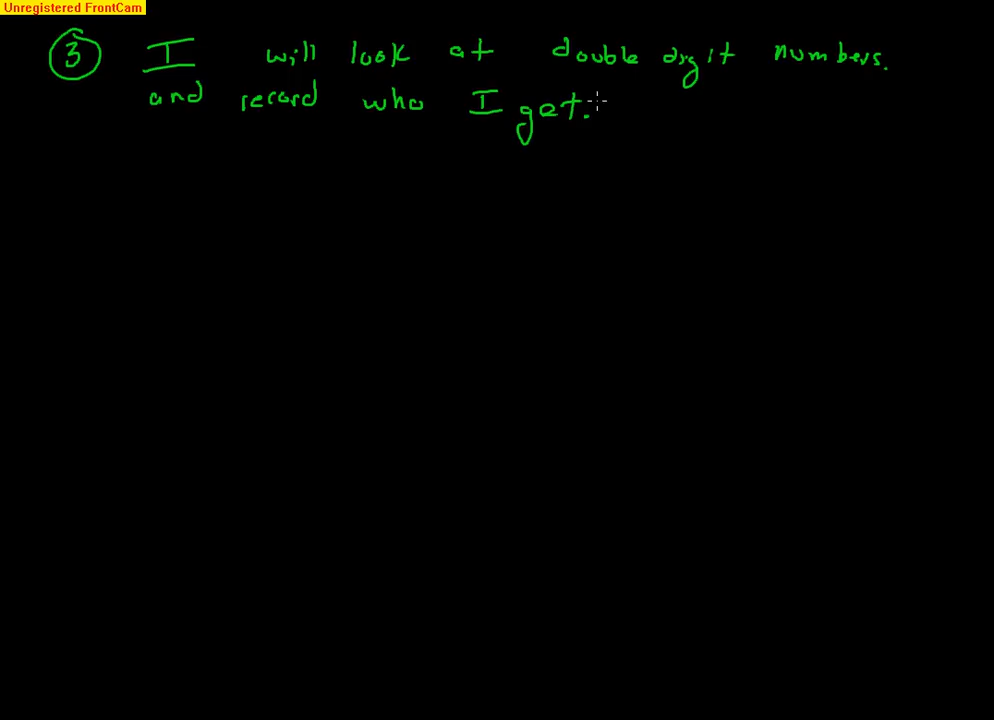 Unregistered FrontCam
3 I will look at double digit numbers.
and record who I get.